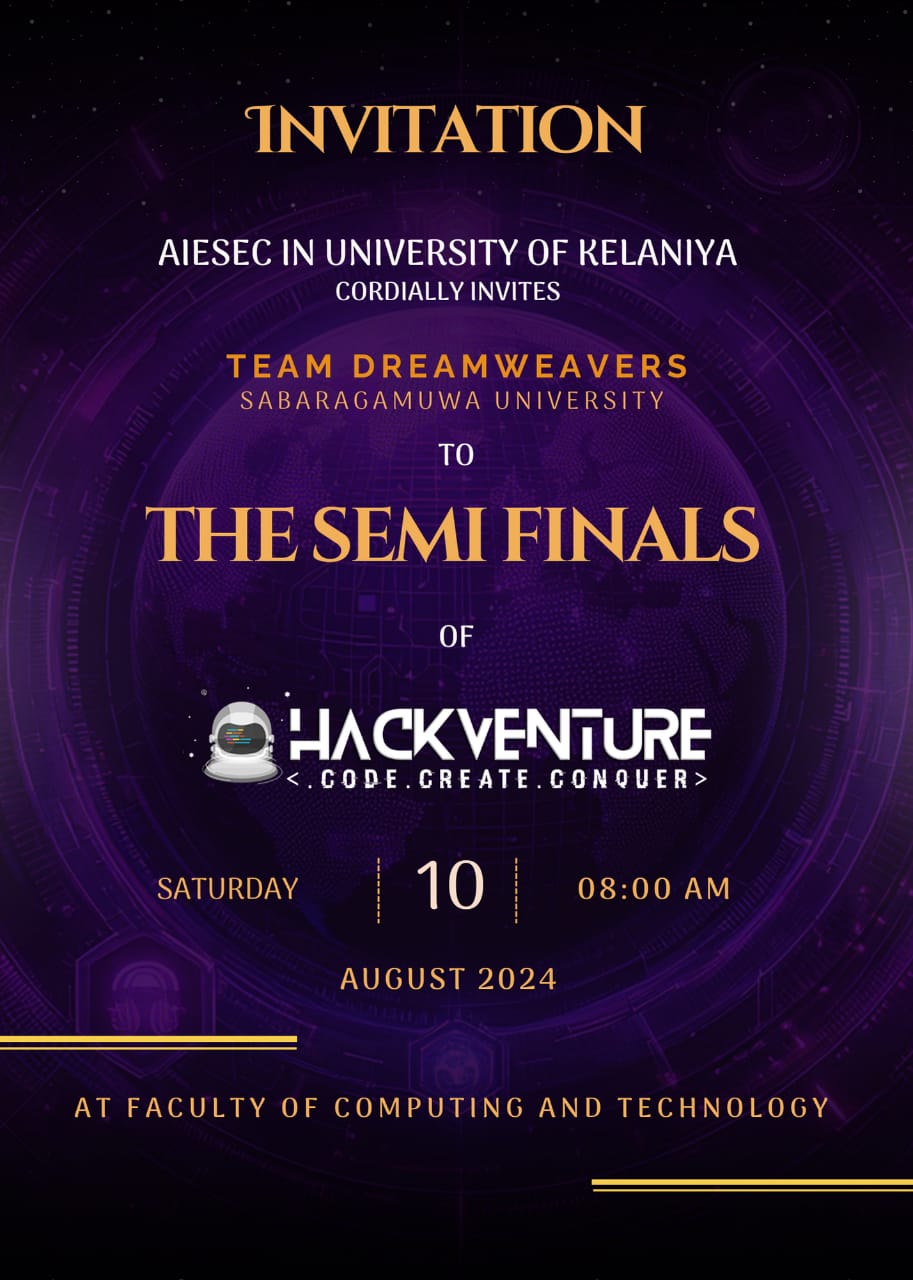 INVITATION
AIESEC IN UNIVERSITY OF KELANIYA
CORDIALLY INVITES
TEAM DREAMWEAVERS
SABARAGAMUWA UNIVERSITY
TO
THE SEMI FINALS
OF
HACKVENTURE
<.CODE.CREATE.CONQUER>
SATURDAY 10 08:00 AM
AUGUST 2024
AT FACULTY OF COMPUTING AND TECHNOLOGY